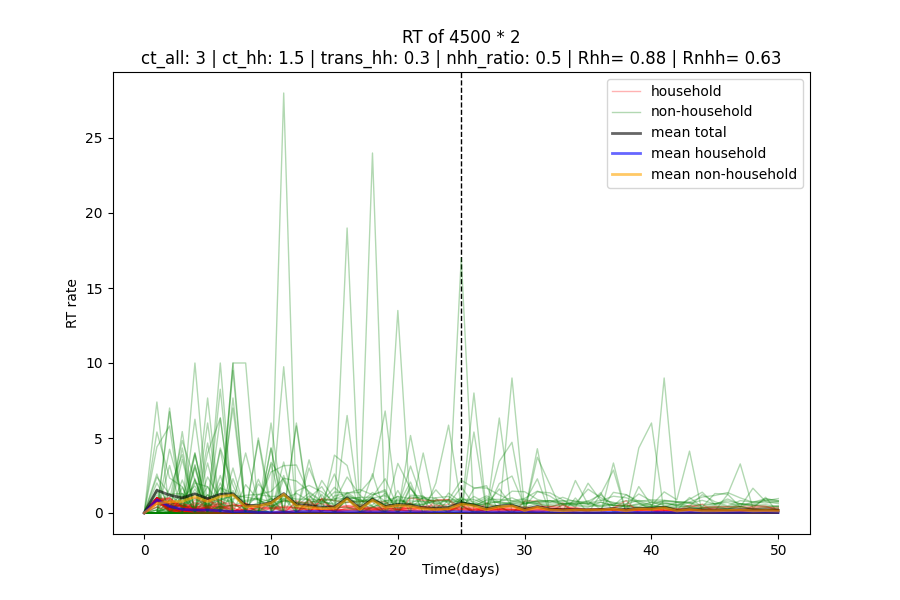 RT of 4500 * 2
ct_all: 3 | ct_hh: 1.5 | trans_hh: 0.3 | nhh_ratio: 0.5 | Rhh= 0.88 | Rnhh= 0.63
household
non-household
mean total
mean household
mean non-household
25
20
15
10
5
0
RT rate
0 10 20 30 40 50
Time(days)